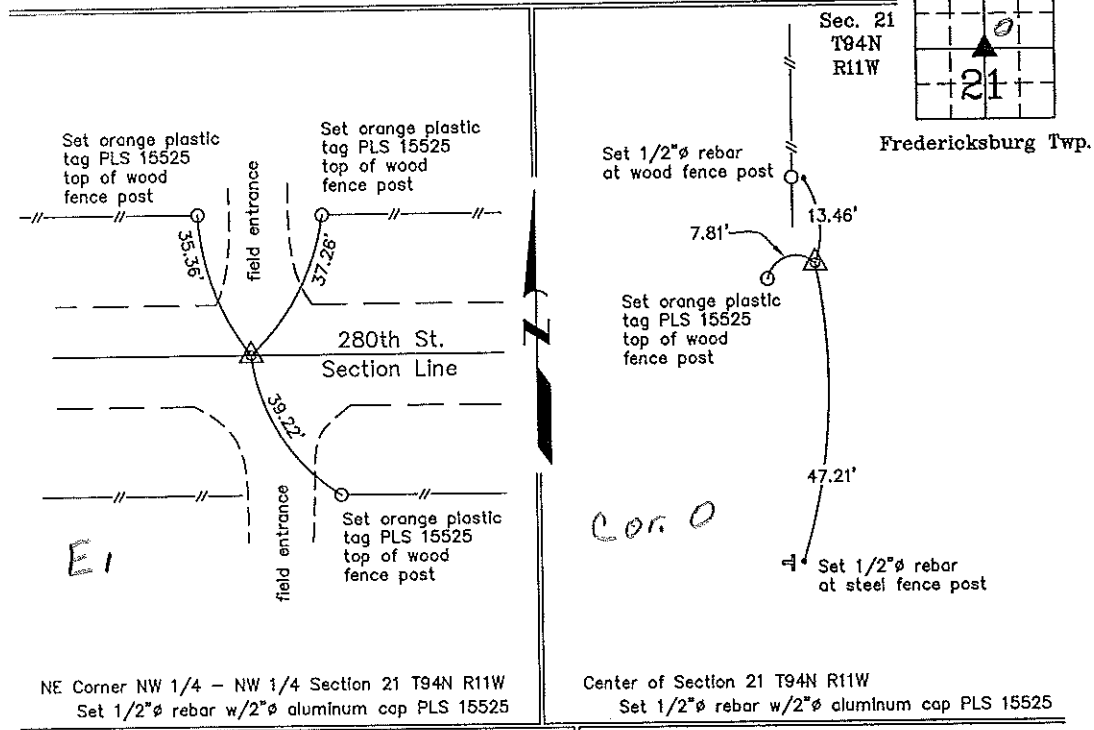 Set orange plastic
tag PLS 15525
top of wood
fence post
Set orange plastic
tag PLS 15525
top of wood
fence post
field entrance
35.36'
37.26'
280th St.
Section Line
39.22'
field entrance
Set orange plastic
tag PLS 15525
top of wood
fence post
E1
NE Corner NW 1/4 - NW 1/4 Section 21 T94N R11W
Set 1/2"ø rebar w/2"ø aluminum cap PLS 15525
N
Sec. 21
T94N
R11W
O
21
Fredericksburg Twp.
Set 1/2"ø rebar
at wood fence post
13.46'
7.81'
Set orange plastic
tag PLS 15525
top of wood
fence post
47.21'
Cor. O
Set 1/2"ø rebar
at steel fence post
Center of Section 21 T94N R11W
Set 1/2"ø rebar w/2"ø aluminum cap PLS 15525